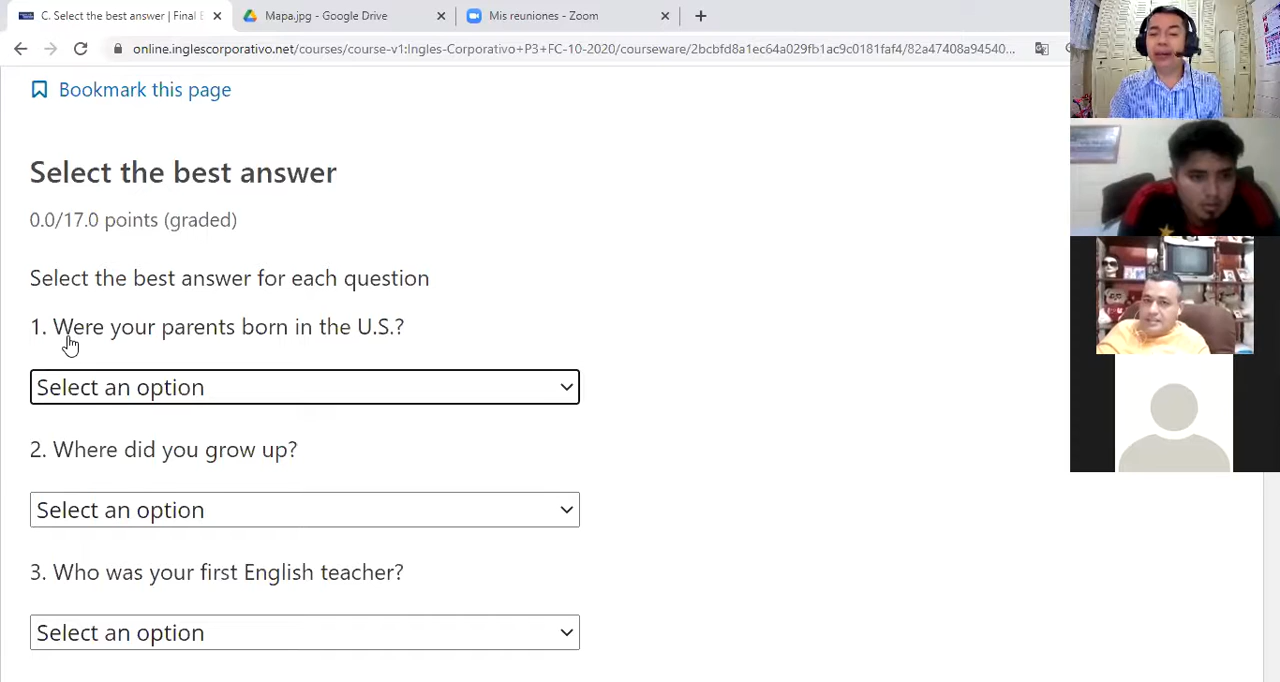 C. Select the best answer | Final E
Mapa.jpg - Google Drive
Mis reuniones - Zoom
online.inglescorporativo.net/courses/course-v1:Ingles-Corporativo+P3+FC-10-2020/courseware/2bcbfd8a1ec64a029fb1ac9c0181faf4/82a47408a94540...
Bookmark this page
Select the best answer
0.0/17.0 points (graded)
Select the best answer for each question
1. Were your parents born in the U.S.?
Select an option
2. Where did you grow up?
Select an option
3. Who was your first English teacher?
Select an option